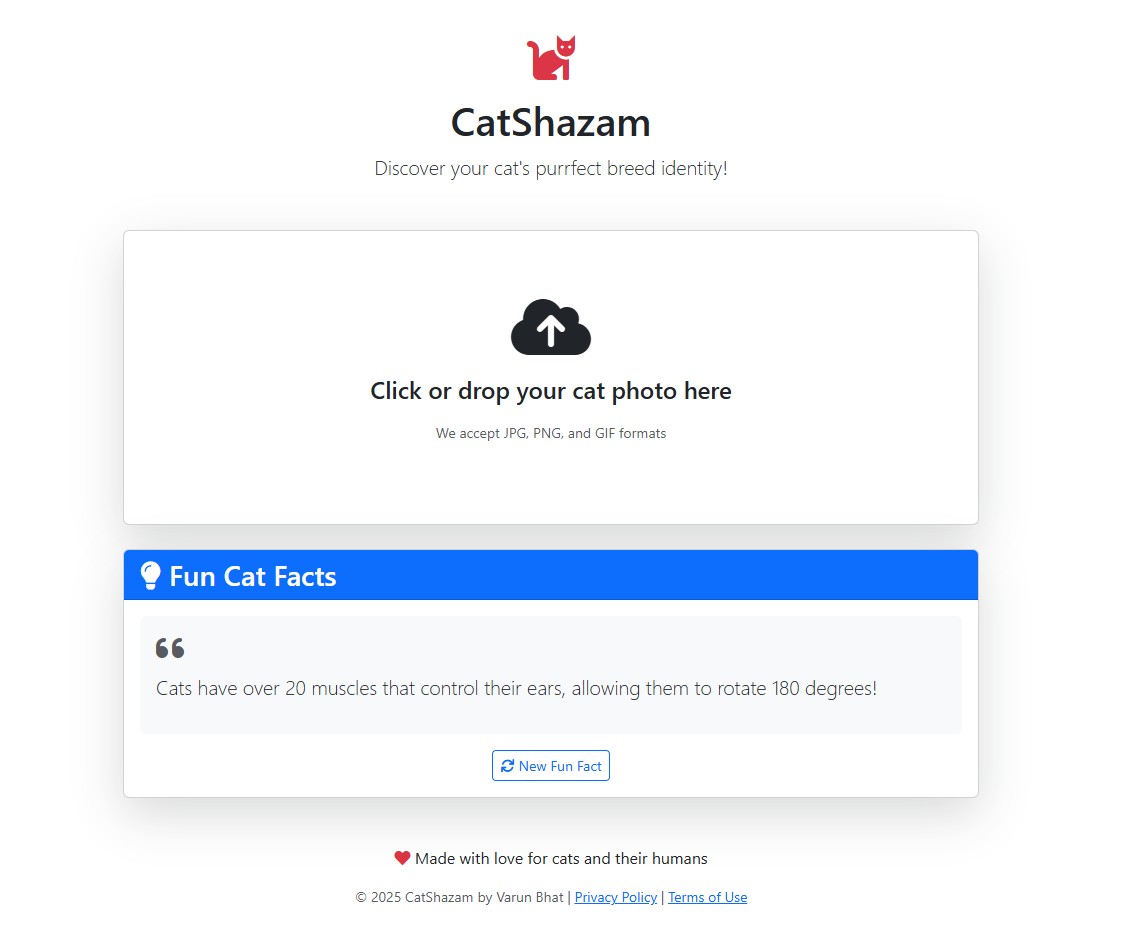 CatShazam
Discover your cat's purrfect breed identity!
Click or drop your cat photo here
We accept JPG, PNG, and GIF formats
Fun Cat Facts
“
Cats have over 20 muscles that control their ears, allowing them to rotate 180 degrees!
New Fun Fact
Made with love for cats and their humans
© 2025 CatShazam by Varun Bhat | Privacy Policy | Terms of Use